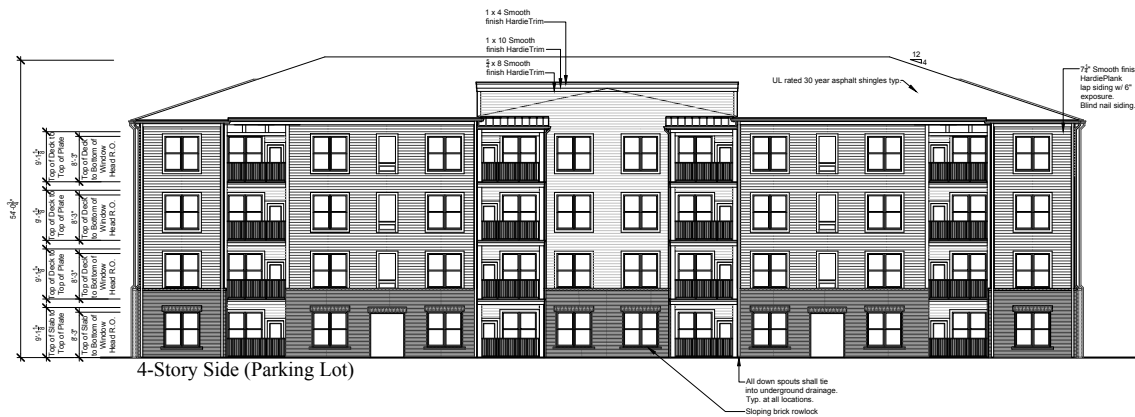 1 x 4 Smooth
finish HardieTrim
1 x 10 Smooth
finish HardieTrim
5/4 x 8 Smooth
finish HardieTrim
12
4
UL rated 30 year asphalt shingles typ.
7¼" Smooth finis
HardiePlank
lap siding w/ 6"
exposure.
Blind nail siding.
Top of Deck to
Top of Plate
8'-3"
Top of Deck
to Bottom of
Window
Head R.O.
Top of Deck to
Top of Plate
8'-3"
Top of Deck
to Bottom of
Window
Head R.O.
Top of Deck to
Top of Plate
8'-3"
Top of Deck
to Bottom of
Window
Head R.O.
Top of Slab to
Top of Plate
8'-3"
Top of Slab
to Bottom of
Window
Head R.O.
4-Story Side (Parking Lot)
All down spouts shall tie
into underground drainage.
Typ. at all locations.
Sloping brick rowlock